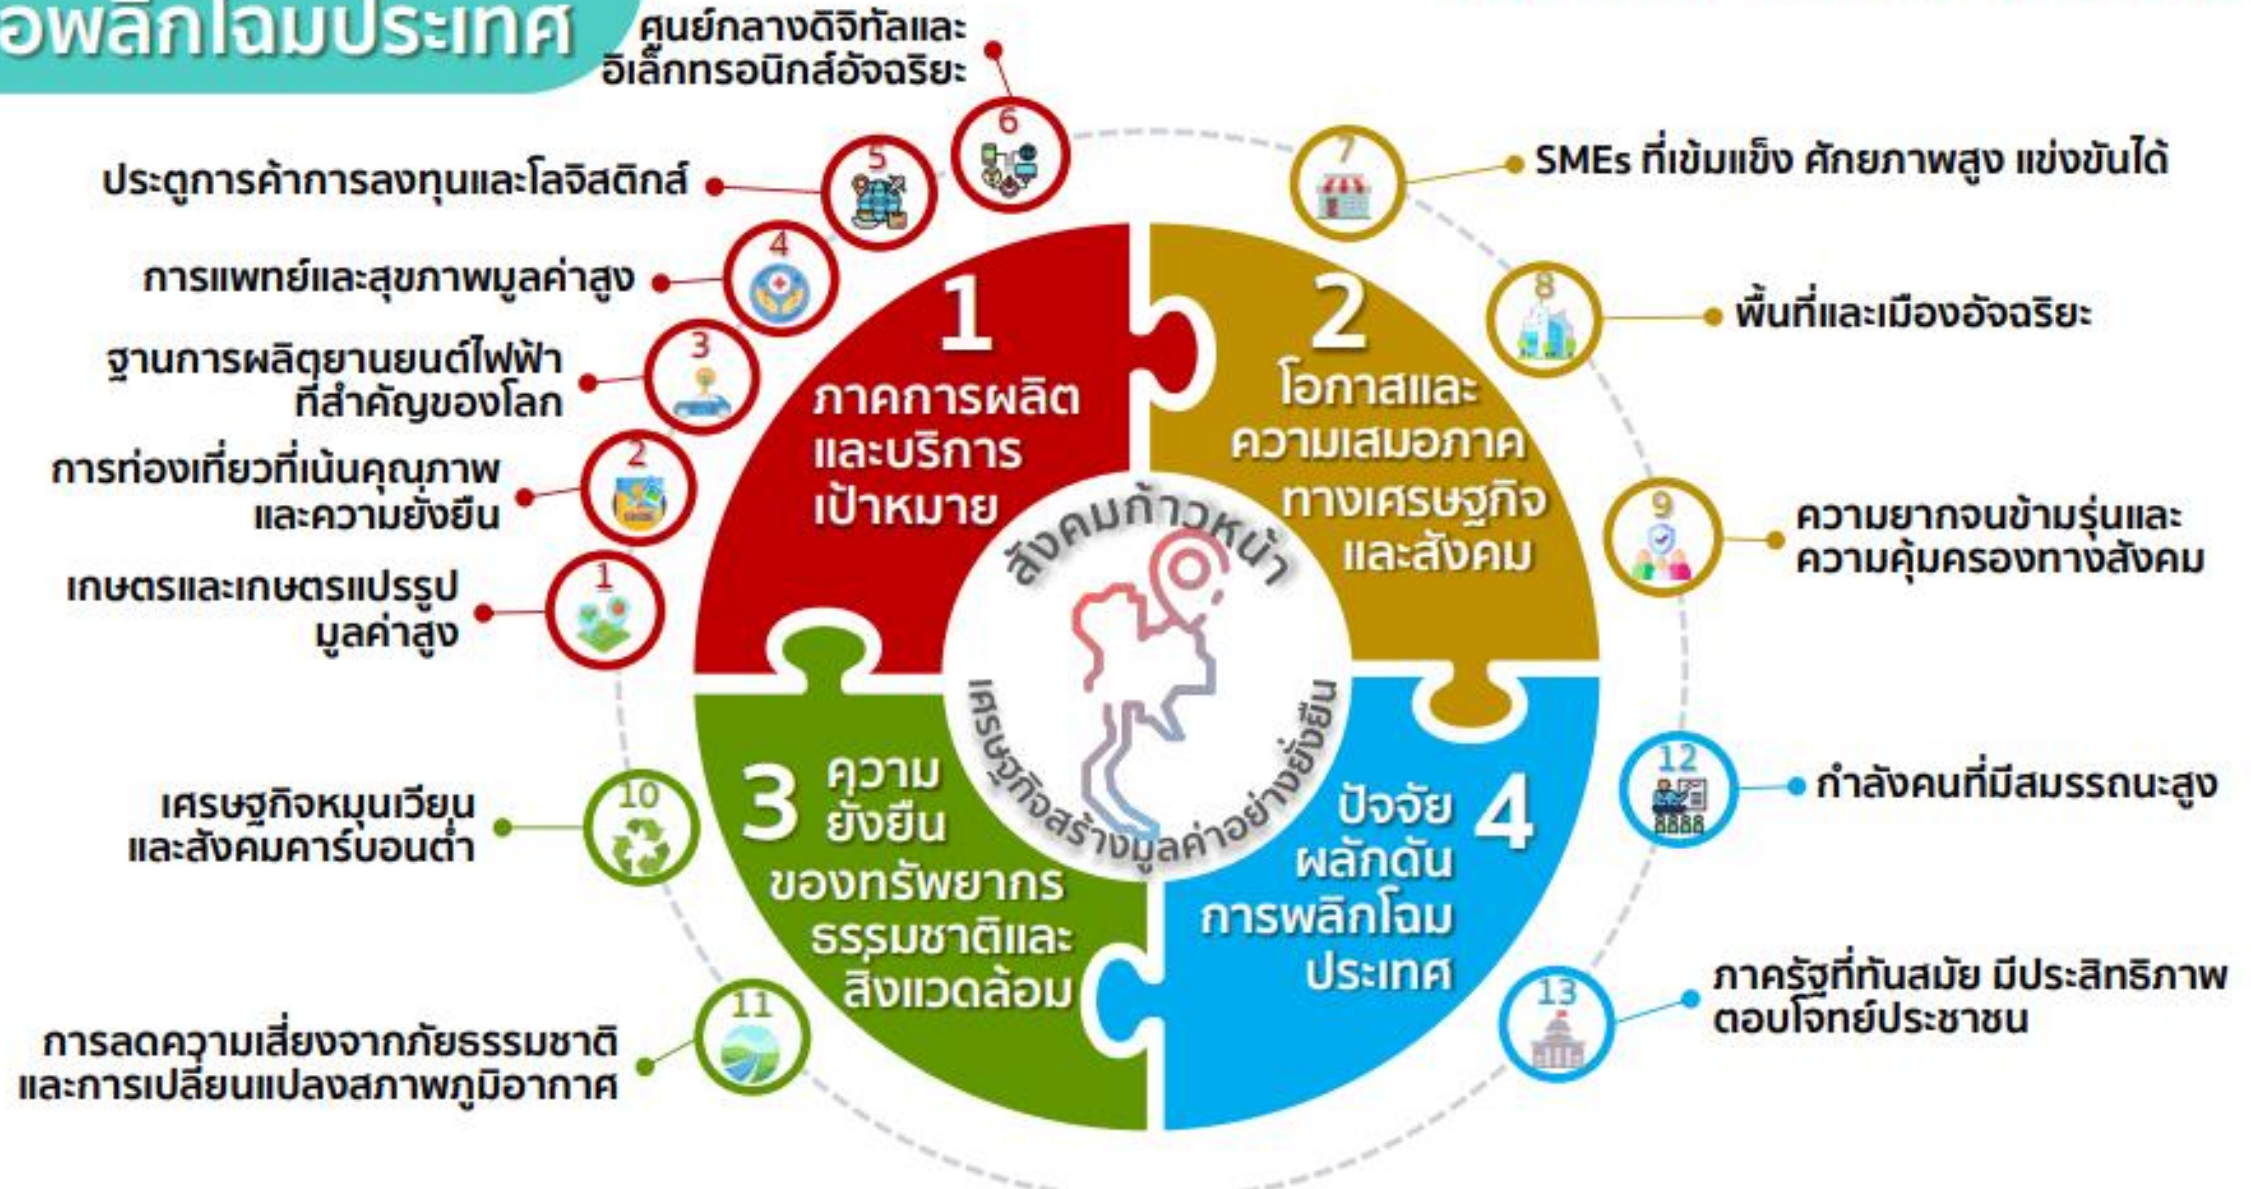 อพลิกโฉมประเทศ
ศูนย์กลางดิจิทัลและ
อิเล็กทรอนิกส์อัจฉริยะ
6
5
ประตูการค้าการลงทุนและโลจิสติกส์
4
การแพทย์และสุขภาพมูลค่าสูง
3
ฐานการผลิตยานยนต์ไฟฟ้า
ที่สำคัญของโลก
2
การท่องเที่ยวที่เน้นคุณภาพ
และความยั่งยืน
1
เกษตรและเกษตรแปรรูป
มูลค่าสูง
7
SMEs ที่เข้มแข็ง ศักยภาพสูง แข่งขันได้
8
พื้นที่และเมืองอัจฉริยะ
9
ความยากจนข้ามรุ่นและ
ความคุ้มครองทางสังคม
1
ภาคการผลิต
และบริการ
เป้าหมาย
2
โอกาสและ
ความเสมอภาค
ทางเศรษฐกิจ
และสังคม
สังคมก้าวหน้า
เศรษฐกิจสร้างมูลค่าอย่างยั่งยืน
3
ความ
ยั่งยืน
ของทรัพยากร
ธรรมชาติและ
สิ่งแวดล้อม
4
ปัจจัย
ผลักดัน
การพลิกโฉม
ประเทศ
10
เศรษฐกิจหมุนเวียน
และสังคมคาร์บอนต่ำ
11
การลดความเสี่ยงจากภัยธรรมชาติ
และการเปลี่ยนแปลงสภาพภูมิอากาศ
12
กำลังคนที่มีสมรรถนะสูง
13
ภาครัฐที่ทันสมัย มีประสิทธิภาพ
ตอบโจทย์ประชาชน